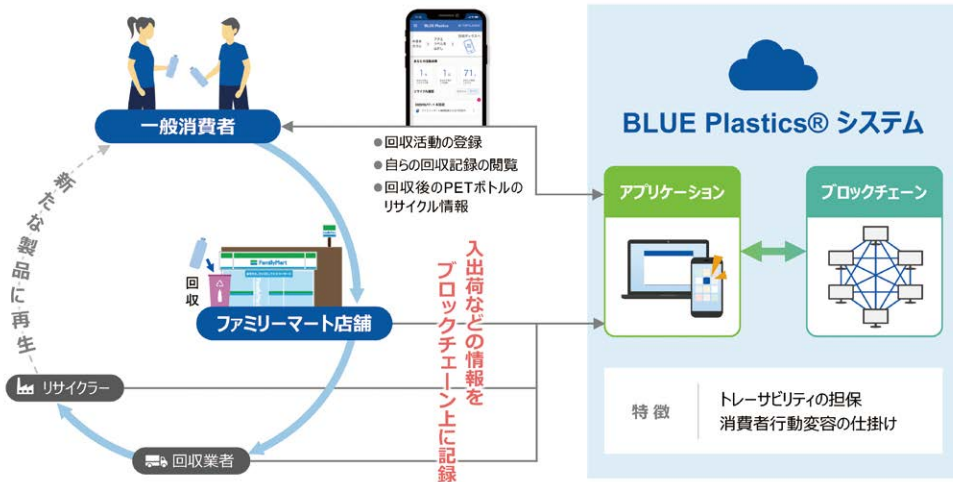 BLUE Plastics
1
1
71
一般消費者
●回収活動の登録
●自らの回収記録の閲覧
●回収後のPETボトルの
リサイクル情報
新たな製品に再生
回収
FamilyMart
ファミリーマート店舗
リサイクラー
回収業者
入出荷などの情報を
ブロックチェーン上に記録
BLUE Plastics® システム
アプリケーション
ブロックチェーン
特徴
トレーサビリティの担保
消費者行動変容の仕掛け